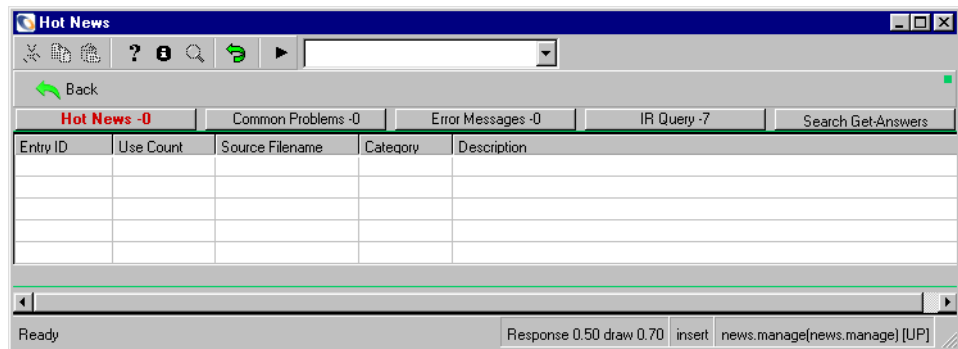 Hot News
?
Back
Hot News -0 Common Problems -0 Error Messages -0 IR Query -7 Search Get-Answers
Entry ID Use Count Source Filename Category Description
Ready Response 0.50 draw 0.70 insert news.manage(news.manage) [UP]